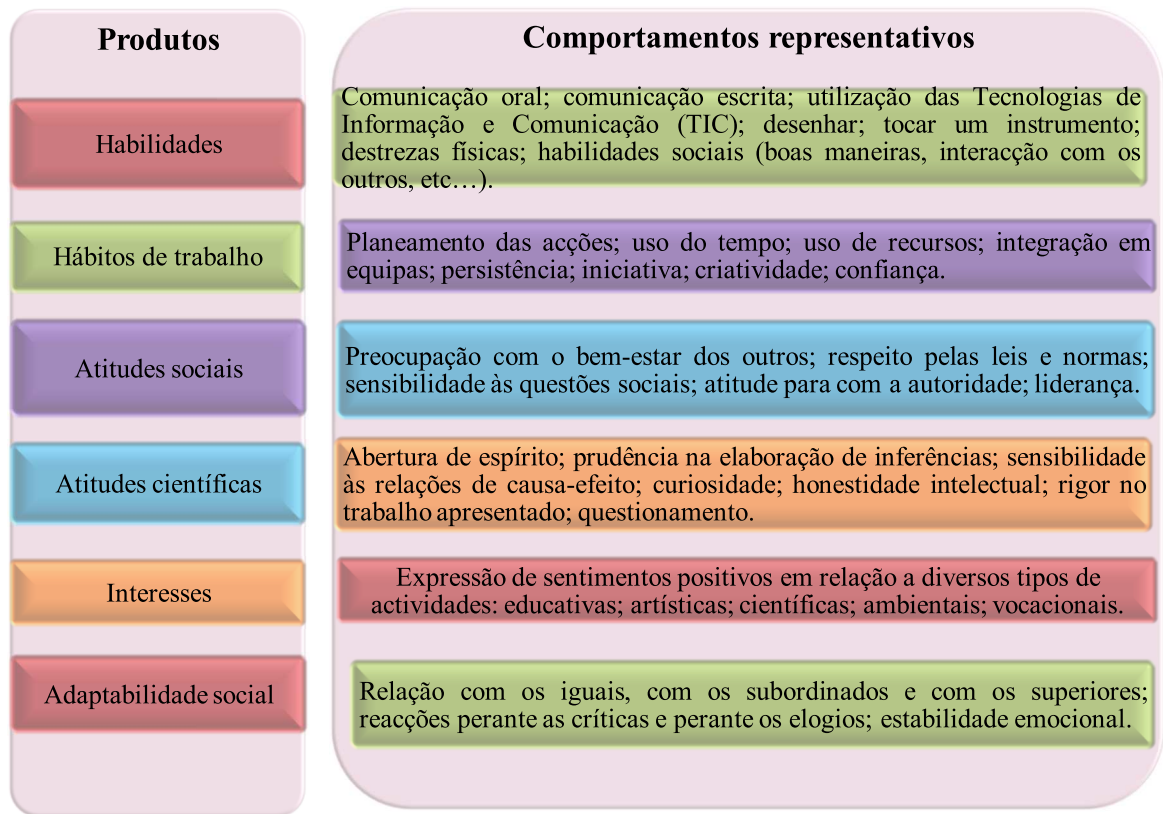 Produtos
Comportamentos representativos
Habilidades
Comunicação oral; comunicação escrita; utilização das Tecnologias de
Informação e Comunicação (TIC); desenhar; tocar um instrumento;
destrezas físicas; habilidades sociais (boas maneiras, interacção com os
outros, etc…).
Hábitos de trabalho
Planeamento das acções; uso do tempo; uso de recursos; integração em
equipas; persistência; iniciativa; criatividade; confiança.
Atitudes sociais
Preocupação com o bem-estar dos outros; respeito pelas leis e normas;
sensibilidade às questões sociais; atitude para com a autoridade; liderança.
Atitudes científicas
Abertura de espírito; prudência na elaboração de inferências; sensibilidade
às relações de causa-efeito; curiosidade; honestidade intelectual; rigor no
trabalho apresentado; questionamento.
Interesses
Expressão de sentimentos positivos em relação a diversos tipos de
actividades: educativas; artísticas; científicas; ambientais; vocacionais.
Adaptabilidade social
Relação com os iguais, com os subordinados e com os superiores;
reacções perante as críticas e perante os elogios; estabilidade emocional.